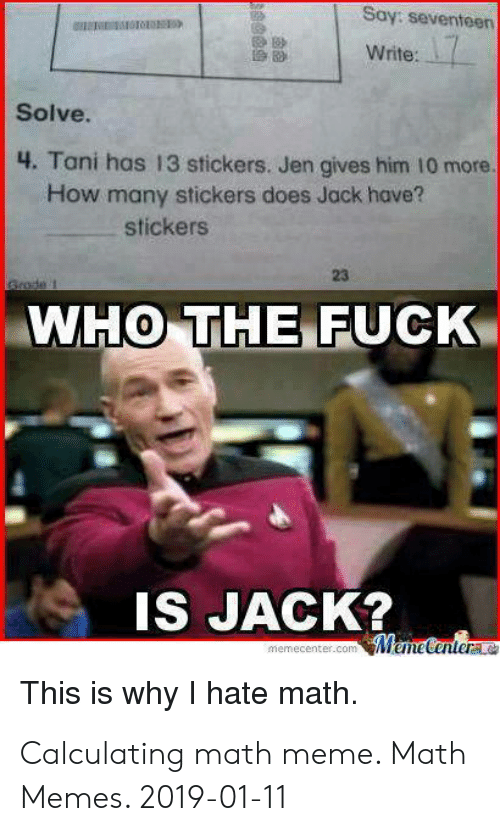 Say: seventeen
Write: 17
Solve.
4. Tani has 13 stickers. Jen gives him 10 more.
How many stickers does Jack have?
stickers
23
Grade 1
WHO THE FUCK
IS JACK?
memecenter.com MemeCenter
This is why I hate math.
Calculating math meme. Math
Memes. 2019-01-11